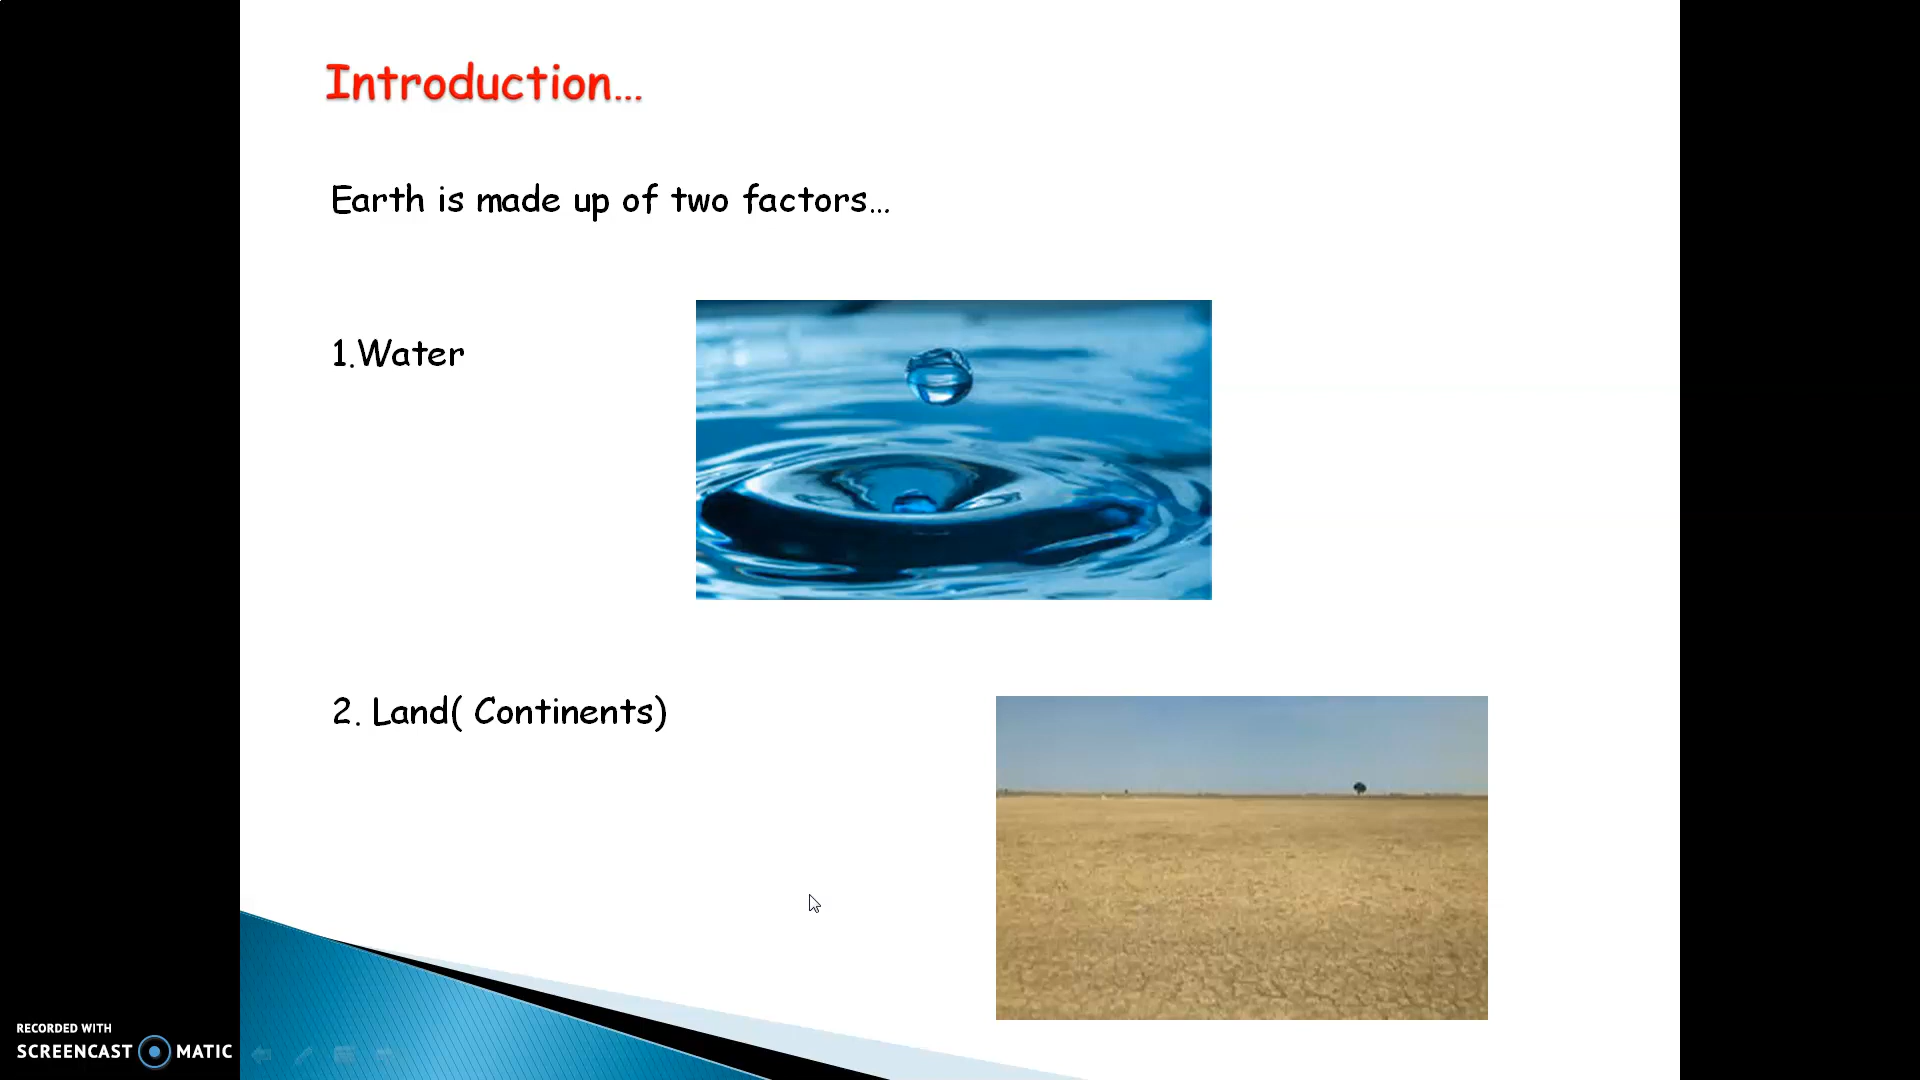 Introduction...
Earth is made up of two factors...
1.Water
2. Land( Continents)
RECORDED WITH
SCREENCAST MATIC